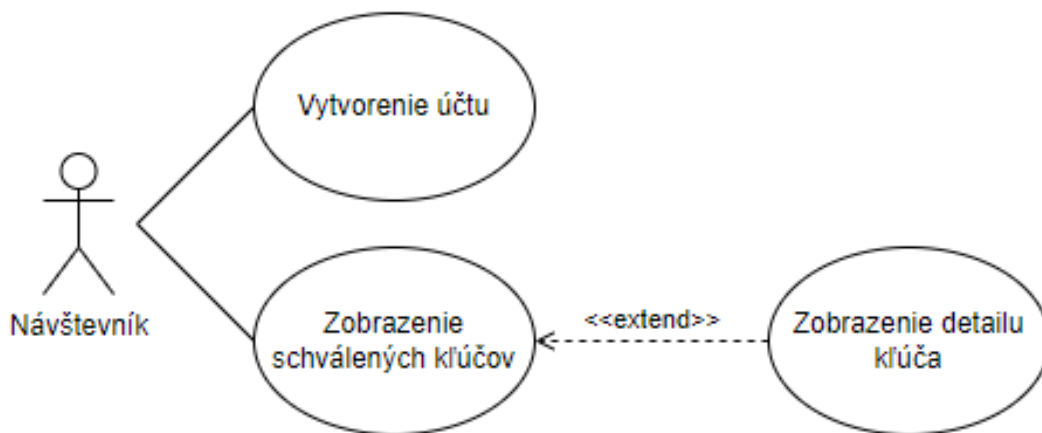 Vytvorenie účtu
Návštevník
Zobrazenie
schválených kľúčov
<<extend>>
Zobrazenie detailu
kľúča